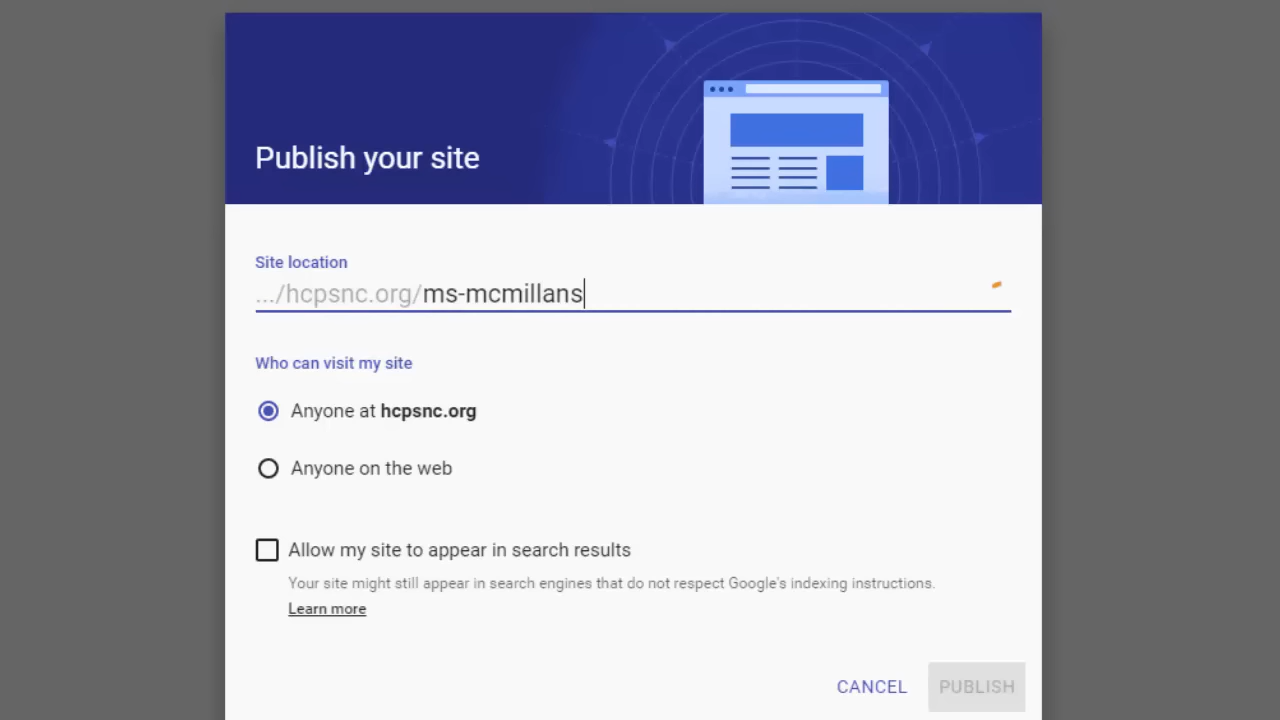 Publish your site
Site location
.../hcpsnc.org/ms-mcmillans
Who can visit my site
Anyone at hcpsnc.org
Anyone on the web
Allow my site to appear in search results
Your site might still appear in search engines that do not respect Google's indexing instructions.
Learn more
CANCEL PUBLISH